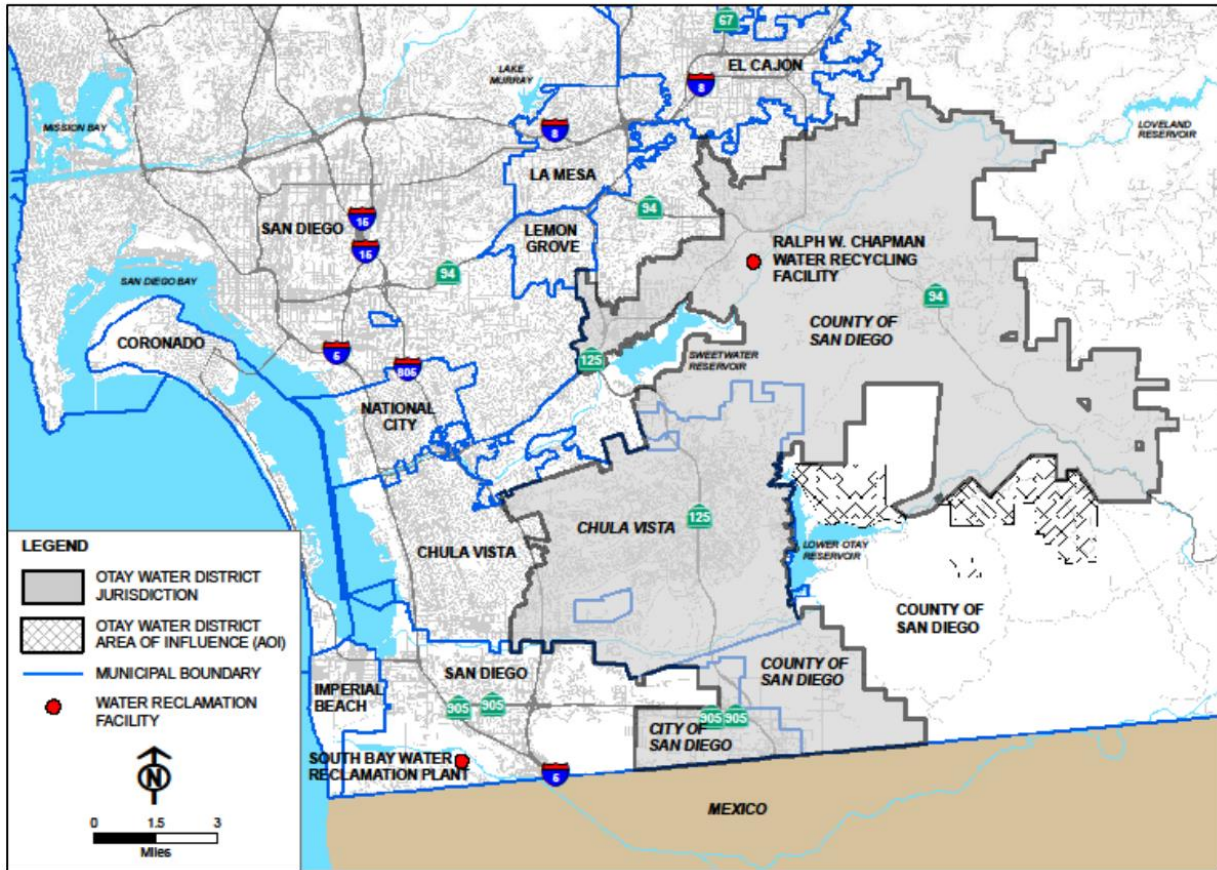 67
EL CAJON
8
LAKE
MURRAY
MISSION BAY
LOVELAND
RESERVOIR
8
LA MESA
94
15
SAN DIEGO
LEMON
GROVE
15
RALPH W. CHAPMAN
WATER RECYCLING
FACILITY
94
SAN DIEGO BAY
94
COUNTY OF
SAN DIEGO
CORONADO
5
125
SWEETWATER
RESERVOIR
805
NATIONAL
CITY
CHULA VISTA
125
CHULA VISTA
LOWER OTAY
RESERVOIR
COUNTY OF
SAN DIEGO
LEGEND
OTAY WATER DISTRICT
JURISDICTION
OTAY WATER DISTRICT
AREA OF INFLUENCE (AOI)
MUNICIPAL BOUNDARY
WATER RECLAMATION
FACILITY
N
0 1.5 3
Miles
SAN DIEGO
COUNTY OF
SAN DIEGO
IMPERIAL
BEACH
905 905
905 905
CITY OF
SAN DIEGO
SOUTH BAY WATER
RECLAMATION PLANT
5
MEXICO